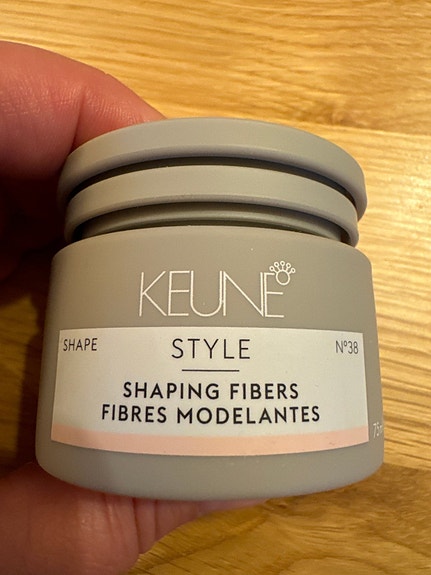 KEUNE
SHAPE STYLE N°38
SHAPING FIBERS
FIBRES MODELANTES